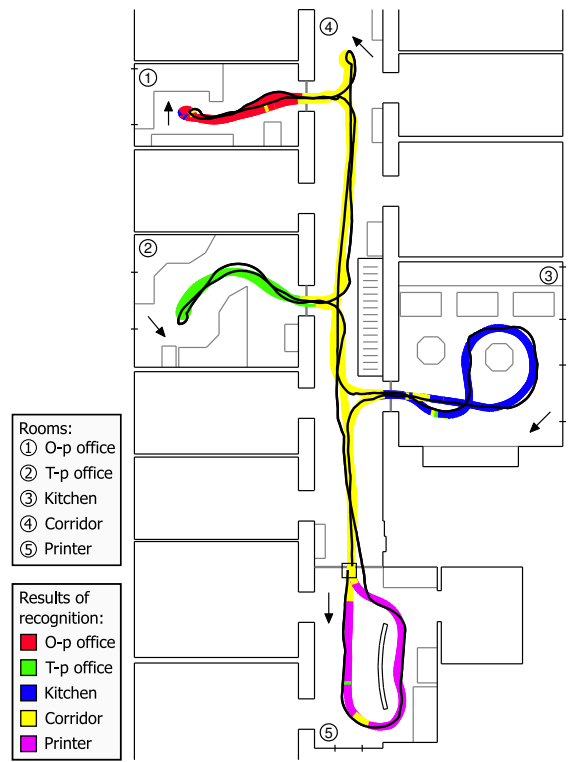 ④
①
②
③
Rooms:
① O-p office
② T-p office
③ Kitchen
④ Corridor
⑤ Printer
Results of
recognition:
O-p office
T-p office
Kitchen
Corridor
Printer
⑤